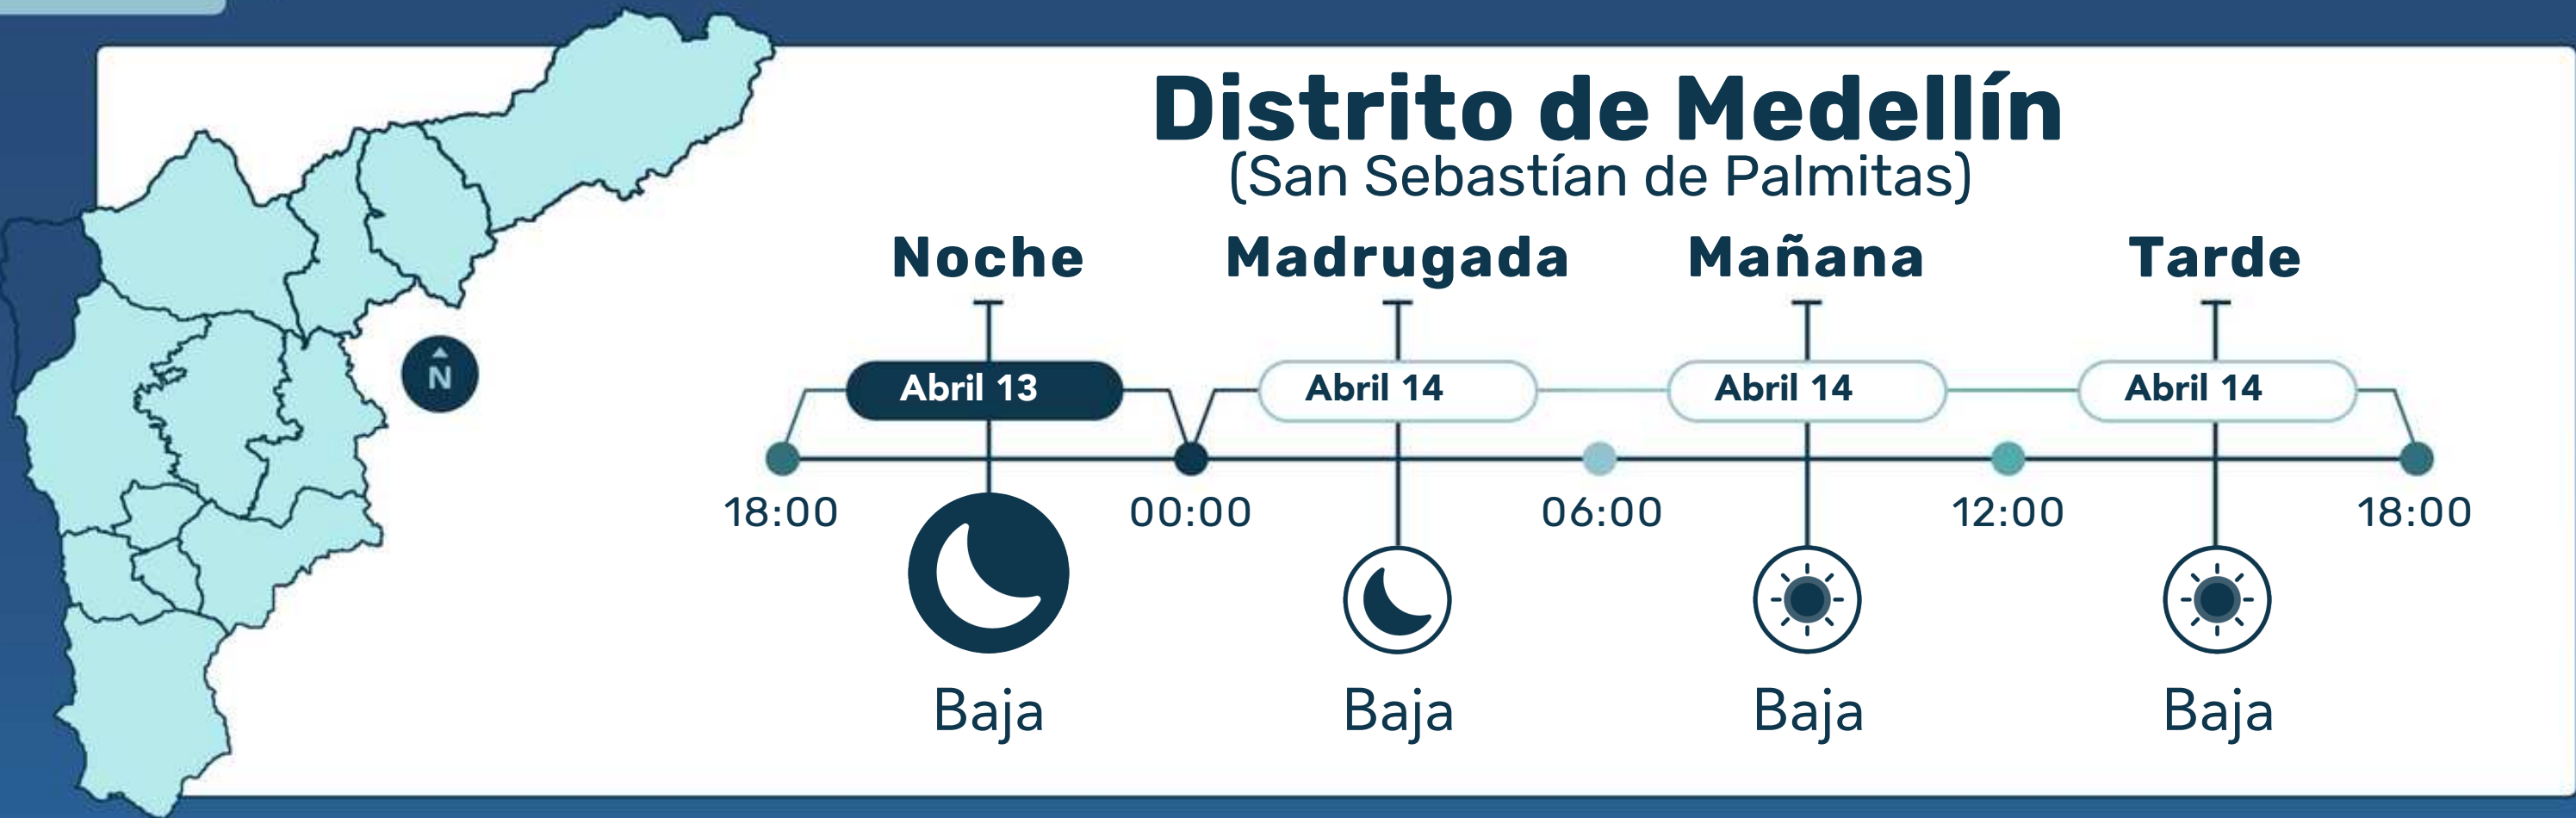 Distrito de Medellín
(San Sebastían de Palmitas)
Noche Madrugada Mañana Tarde
Abril 13 Abril 14 Abril 14 Abril 14
N
18:00 00:00 06:00 12:00 18:00
Baja Baja Baja Baja